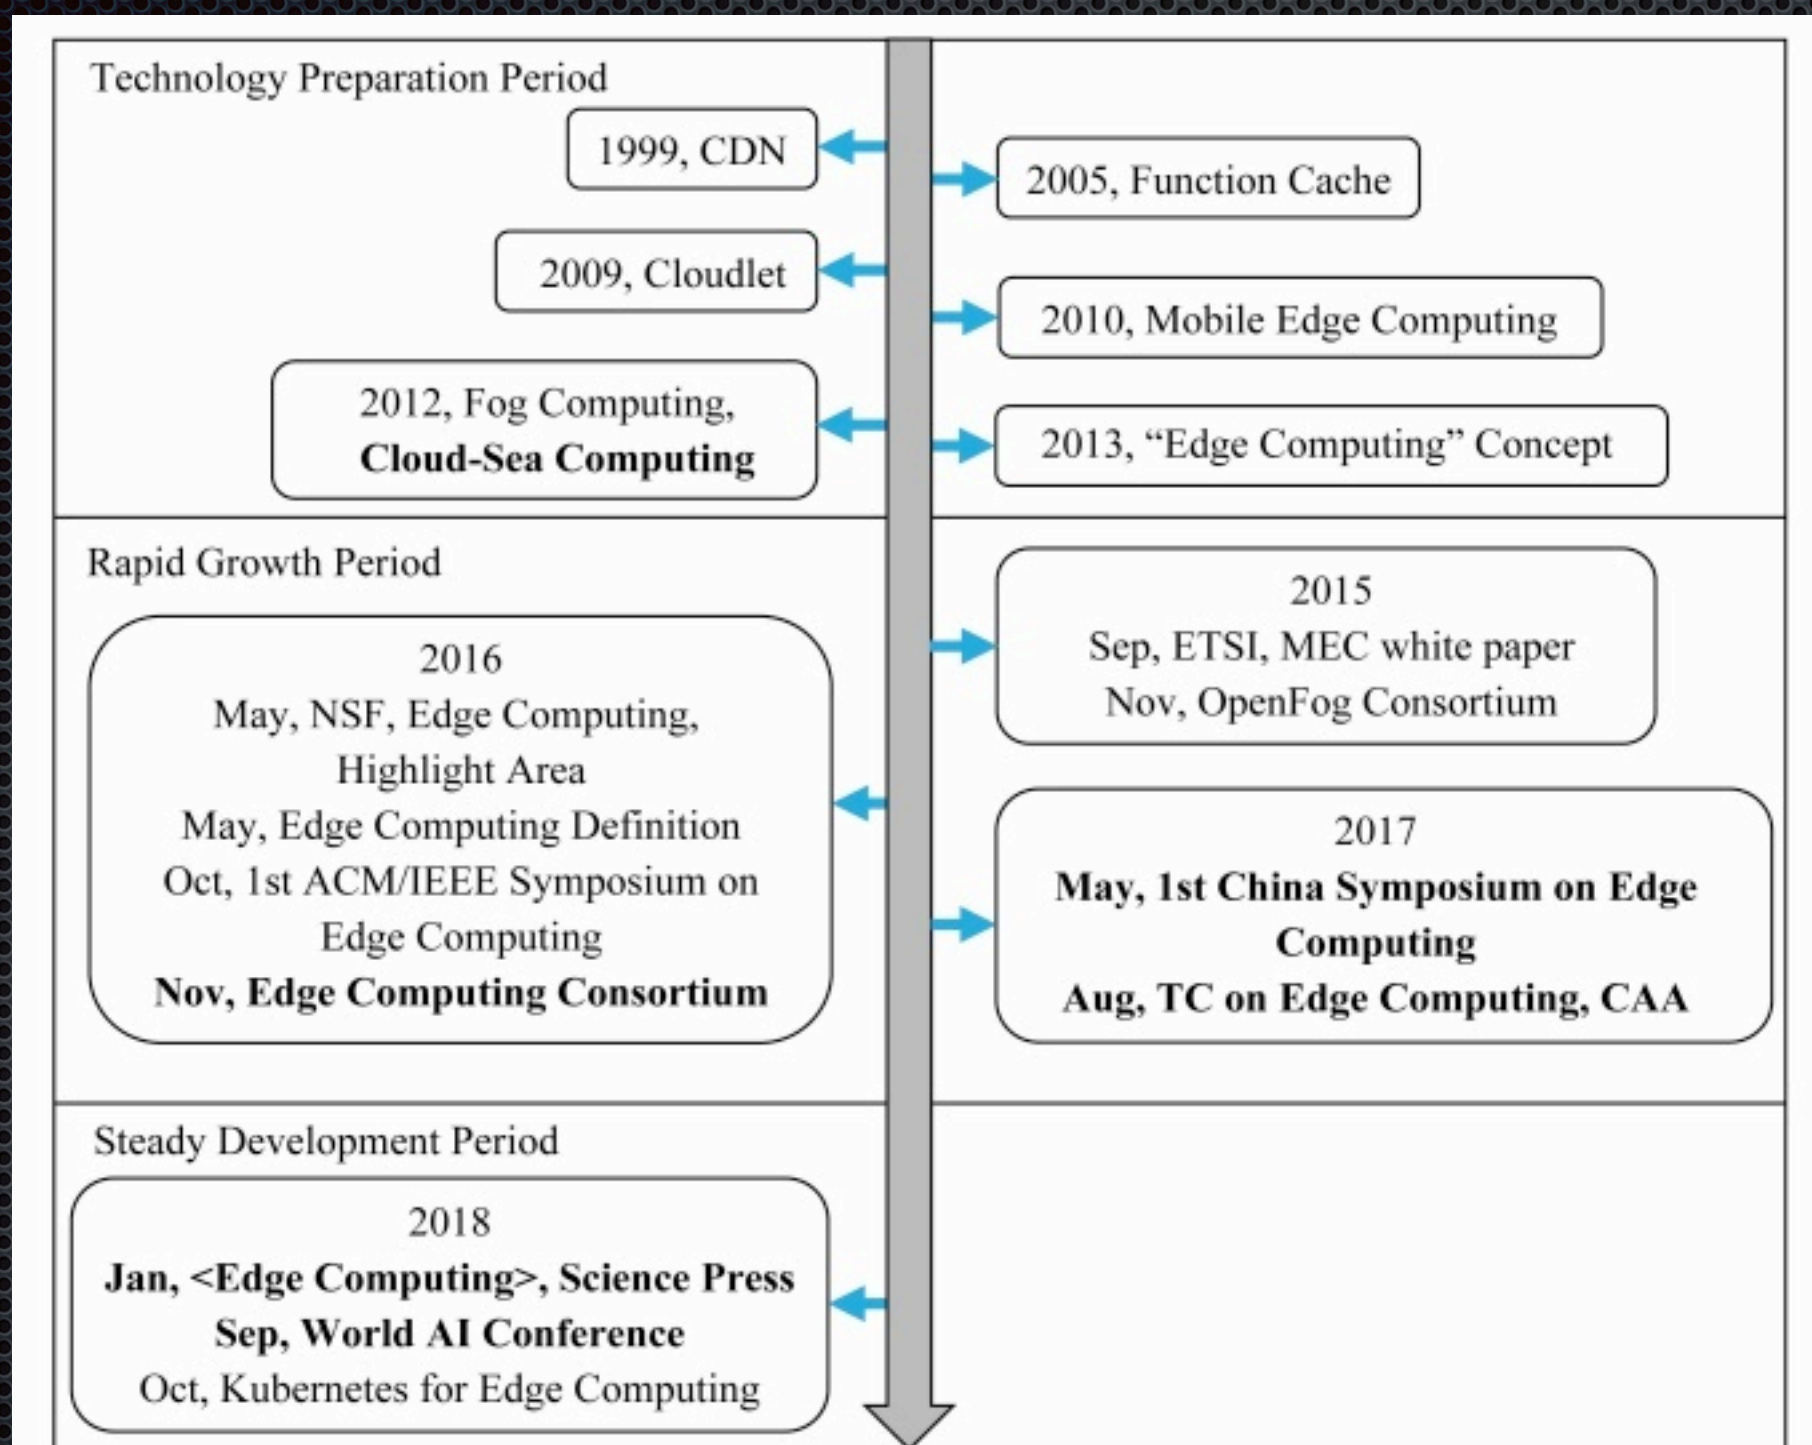 Technology Preparation Period
1999, CDN
2005, Function Cache
2009, Cloudlet
2010, Mobile Edge Computing
2012, Fog Computing,
Cloud-Sea Computing
2013, “Edge Computing” Concept
Rapid Growth Period
2015
Sep, ETSI, MEC white paper
Nov, OpenFog Consortium
2016
May, NSF, Edge Computing,
Highlight Area
May, Edge Computing Definition
Oct, 1st ACM/IEEE Symposium on
Edge Computing
Nov, Edge Computing Consortium
2017
May, 1st China Symposium on Edge
Computing
Aug, TC on Edge Computing, CAA
Steady Development Period
2018
Jan, <Edge Computing>, Science Press
Sep, World AI Conference
Oct, Kubernetes for Edge Computing